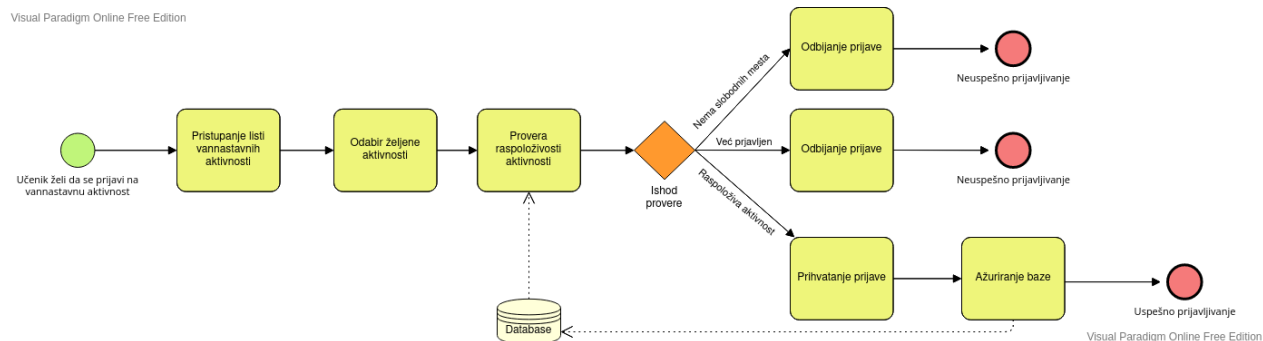 Visual Paradigm Online Free Edition
Učenik želi da se prijavi na
vannastavnu aktivnost
Pristupanje listi
vannastavnih
aktivnosti
Odabir željene
aktivnosti
Provera
raspoloživosti
aktivnosti
Ishod
provere
Nema slobodnih mesta
Odbijanje prijave
Neuspešno prijavljivanje
Već prjavljen
Odbijanje prijave
Neuspešno prijavljivanje
Raspoloživa aktivnost
Prihvatanje prijave
Ažuriranje baze
Uspešno prijavljivanje
Database
Visual Paradigm Online Free Edition